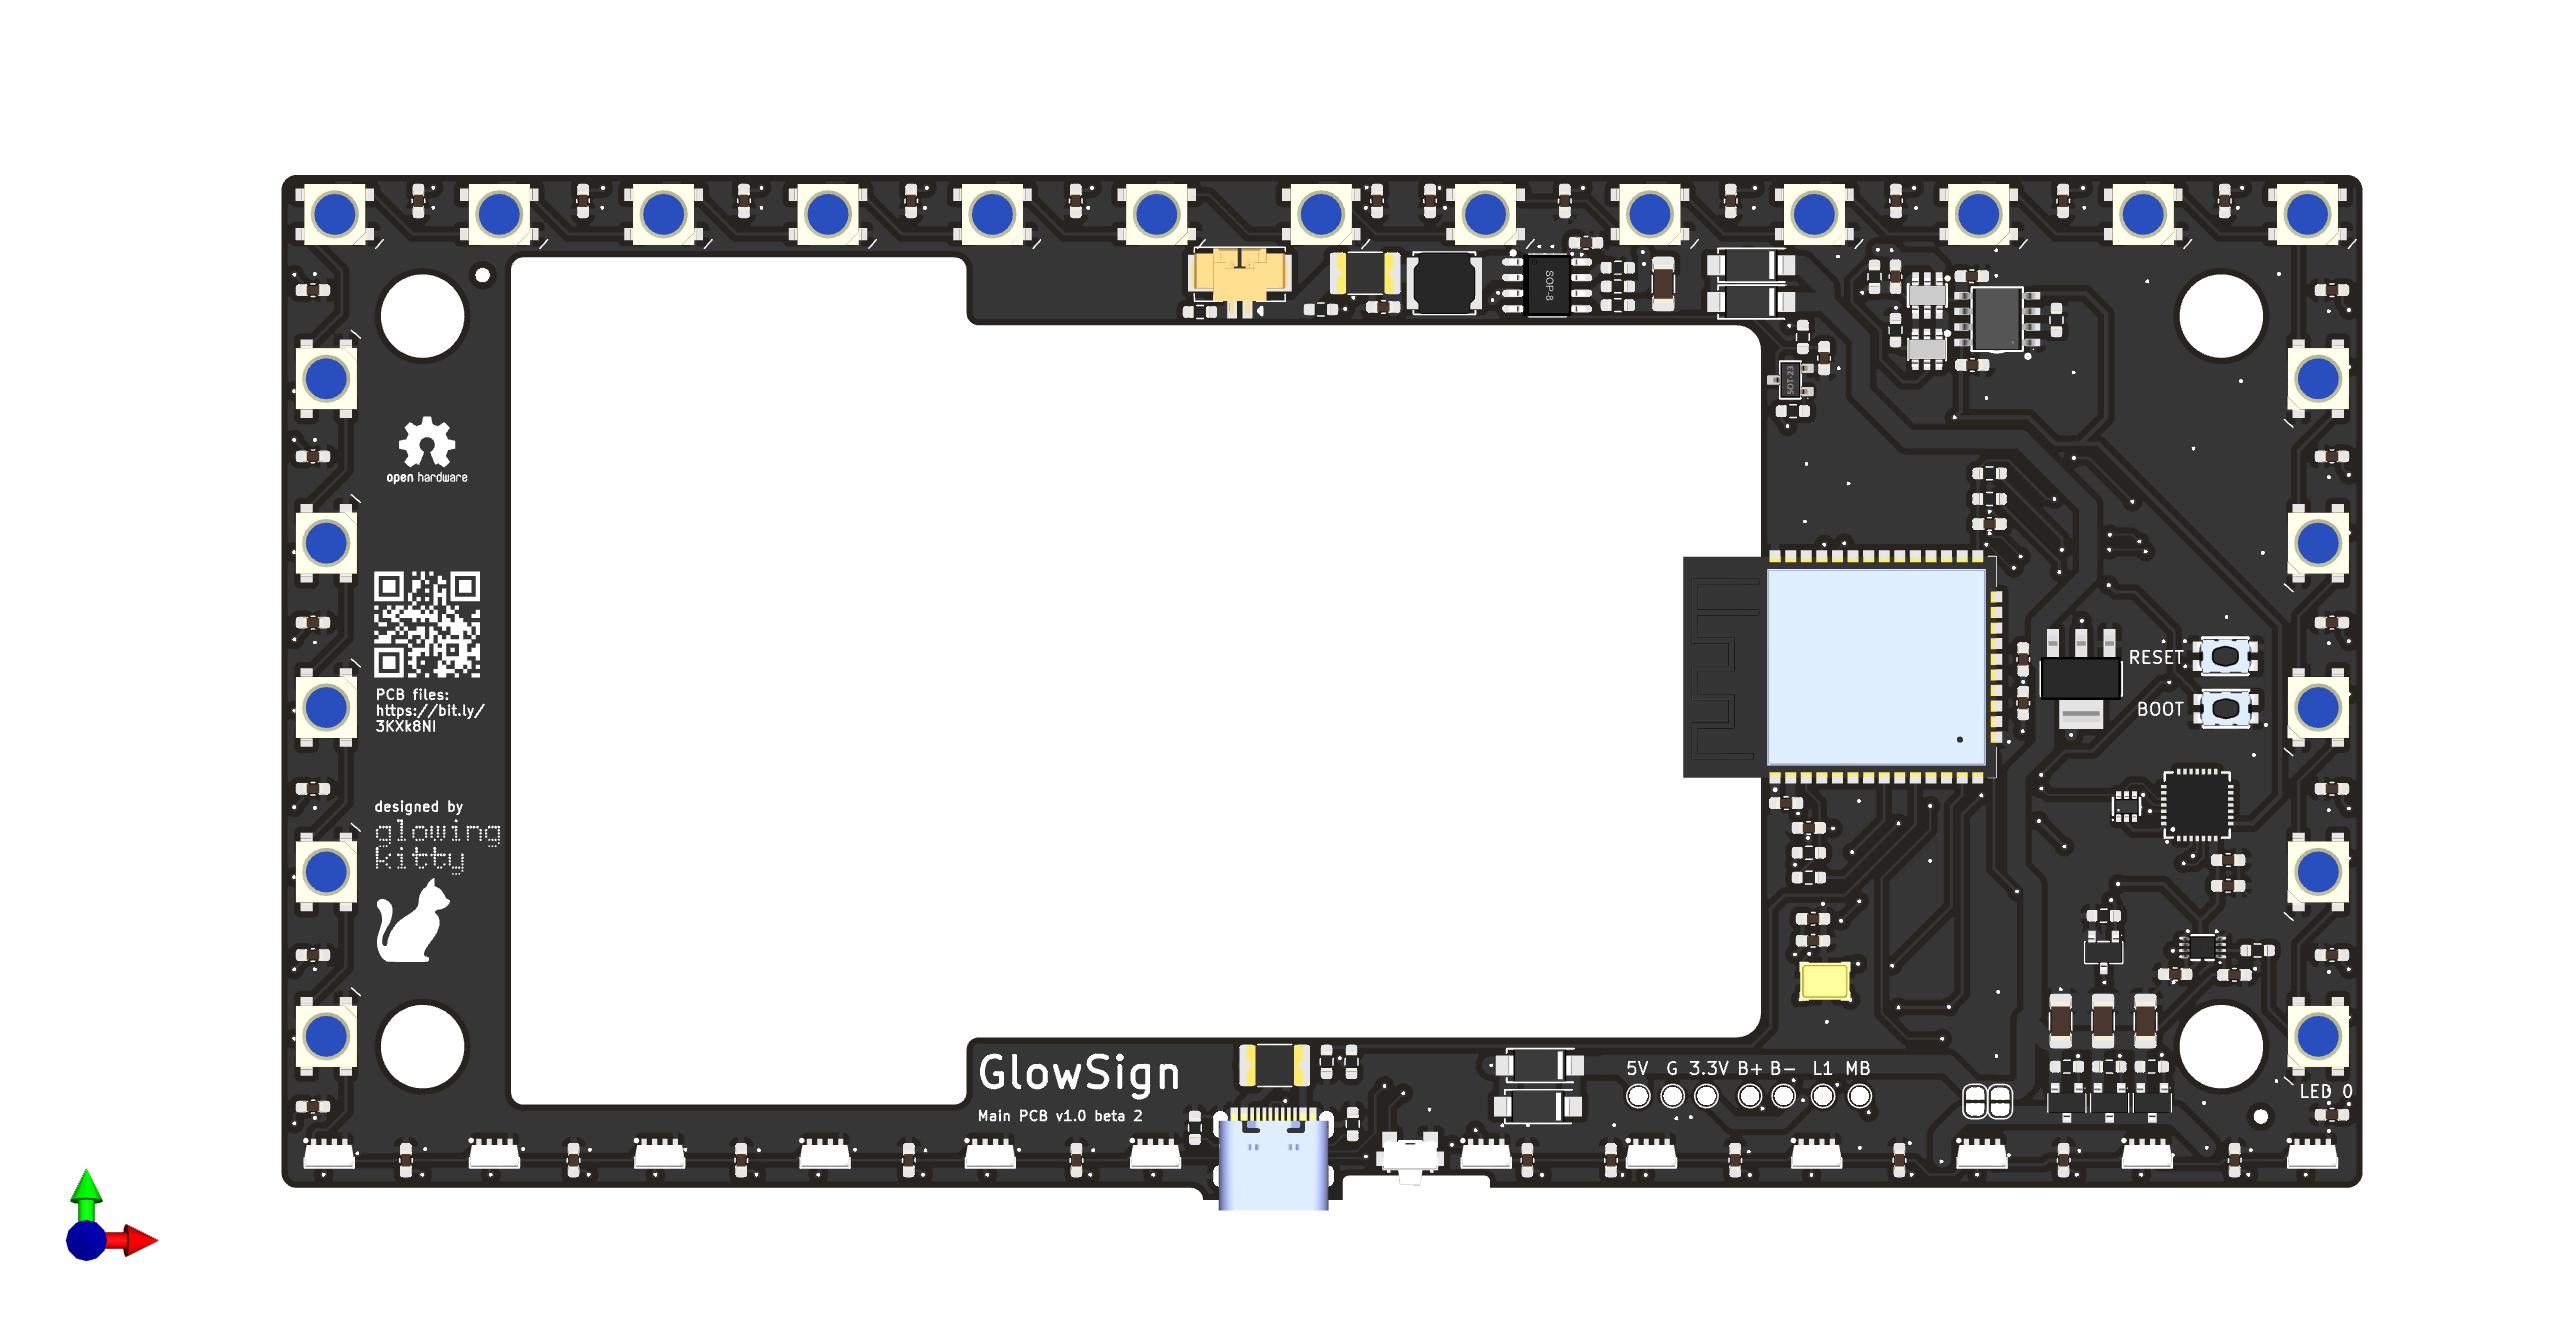 SOP-8
SOT-23
open hardware
PCB files:
https://bit.ly/
3KXk8NI
RESET
BOOT
designed by
glowing
kitty
GlowSign
Main PCB v1.0 beta 2
5V G 3.3V B+ B- L1 MB
LED 0